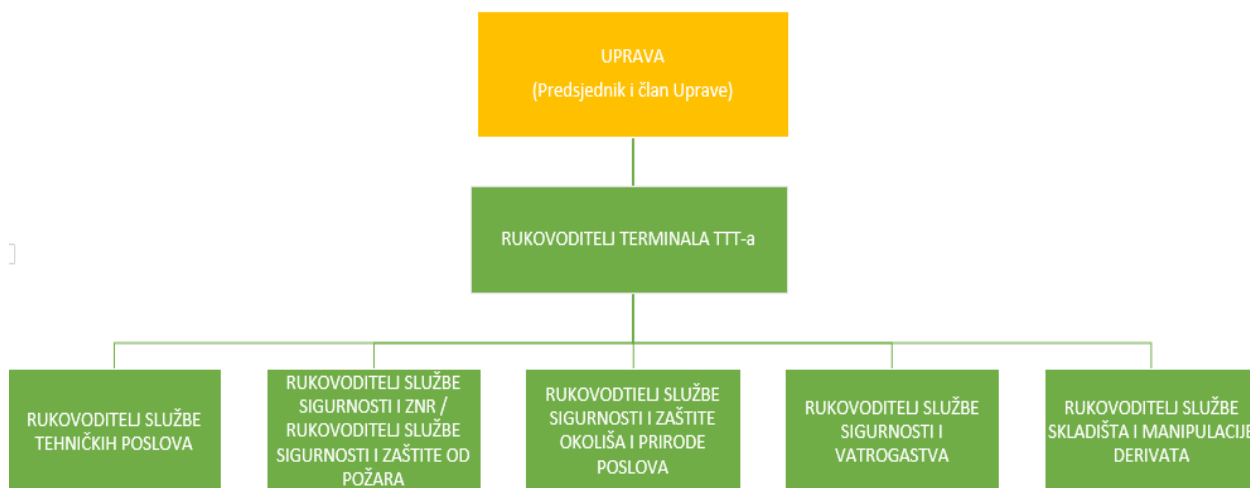 UPRAVA
(Predsjednik i član Uprave)
RUKOVODITELJ TERMINALA TTT-a
RUKOVODITELJ SLUŽBE
TEHNIČKIH POSLOVA
RUKOVODITELJ SLUŽBE
SIGURNOSTI I ZNR /
RUKOVODITELJ SLUŽBE
SIGURNOSTI I ZAŠTITE OD
POŽARA
RUKOVODTIELJ SLUŽBE
SIGURNOSTI I ZAŠTITE
OKOLIŠA I PRIRODE
POSLOVA
RUKOVODITELJ SLUŽBE
SIGURNOSTI I
VATROGASTVA
RUKOVODITELJ SLUŽBE
SKLADIŠTA I MANIPULACIJE
DERIVATA